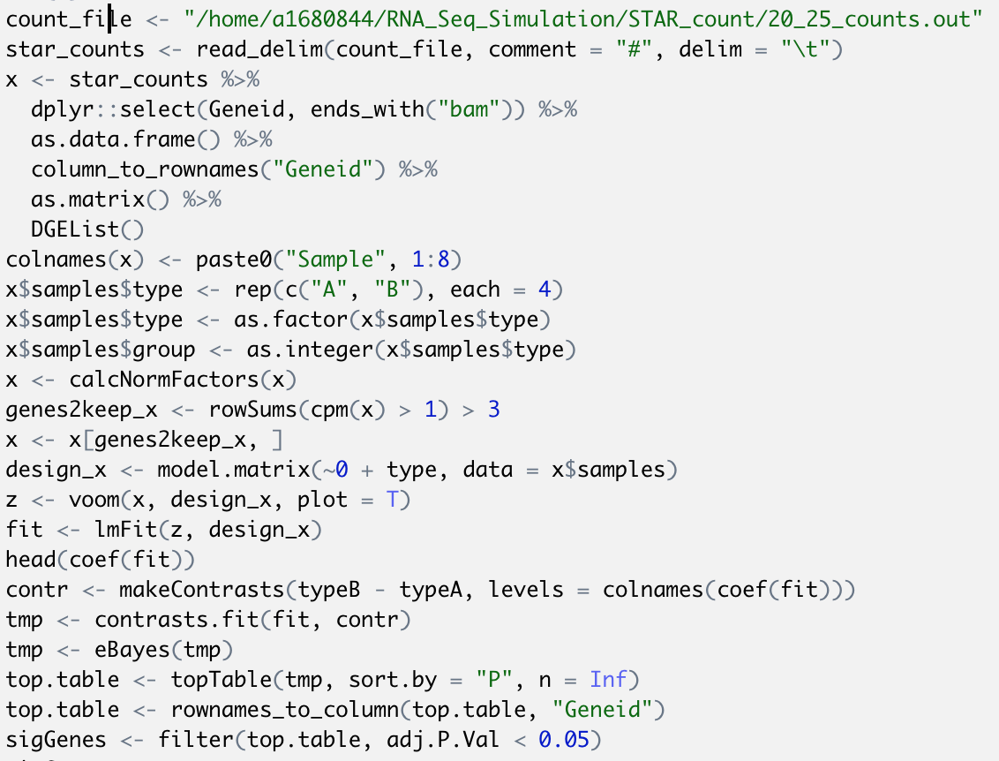 count_file <- "/home/a1680844/RNA_Seq_Simulation/STAR_count/20_25_counts.out"
star_counts <- read_delim(count_file, comment = "#", delim = "\t")
x <- star_counts %>%
  dplyr::select(Geneid, ends_with("bam")) %>%
  as.data.frame() %>%
  column_to_rownames("Geneid") %>%
  as.matrix() %>%
  DGEList()
colnames(x) <- paste0("Sample", 1:8)
x$samples$type <- rep(c("A", "B"), each = 4)
x$samples$type <- as.factor(x$samples$type)
x$samples$group <- as.integer(x$samples$type)
x <- calcNormFactors(x)
genes2keep_x <- rowSums(cpm(x) > 1) > 3
x <- x[genes2keep_x, ]
design_x <- model.matrix(~0 + type, data = x$samples)
z <- voom(x, design_x, plot = T)
fit <- lmFit(z, design_x)
head(coef(fit))
contr <- makeContrasts(typeB - typeA, levels = colnames(coef(fit)))
tmp <- contrasts.fit(fit, contr)
tmp <- eBayes(tmp)
top.table <- topTable(tmp, sort.by = "P", n = Inf)
top.table <- rownames_to_column(top.table, "Geneid")
sigGenes <- filter(top.table, adj.P.Val < 0.05)